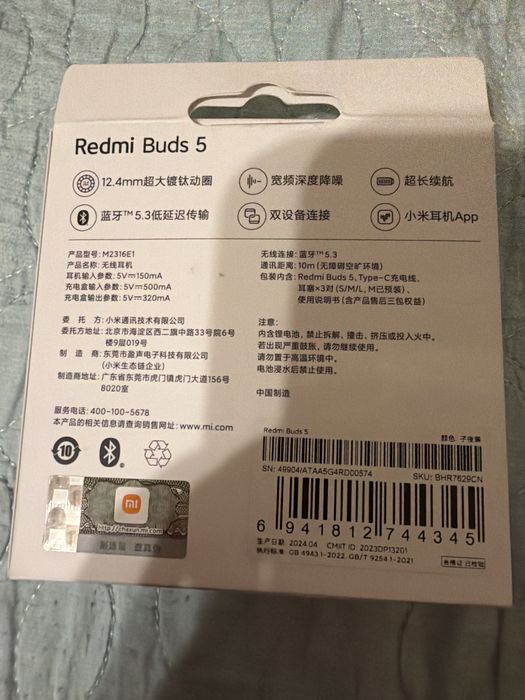 Redmi Buds 5
12.4mm超大镀钛动圈
宽频深度降噪
超长续航
蓝牙™5.3低延迟传输
双设备连接
小米耳机App
产品型号：M2316E1
产品名称：无线耳机
耳机输入参数：5V⎓150mA
充电盒输入参数：5V⎓500mA
充电盒输出参数：5V⎓320mA
委 托 方：小米通讯技术有限公司
委托方地址：北京市海淀区西二旗中路33号院6号
楼9层019号
制 造 商：东莞市盈声电子科技有限公司
(小米生态链企业)
制造商地址：广东省东莞市虎门镇虎门大道156号
8020室
服务电话：400-100-5678
本产品的相关信息请查询销售网址：www.mi.com
无线连接：蓝牙™5.3
通讯距离：10m (无障碍空旷环境)
包装内含：Redmi Buds 5，Type-C充电线，
耳塞×3对 (S/M/L, M已预装)，
使用说明书 (含产品售后三包权益)
注意：
内含锂电池，禁止拆解、撞击、挤压或投入火中。
若出现严重鼓胀，请勿继续使用。
请勿置于高温环境中。
电池浸水后禁止使用。
中国制造
10
mi
http://chaxun.mi.com
Redmi Buds 5
颜色：子夜黑
SN: 49904/ATAA5G4RD00574
SKU: BHR7629CN
6 941812 744345
生产日期 2024.04 CMIIT ID: 2023DP13201
执行标准 GB 4943.1-2022, GB/T 9254.1-2021
合格证 已检验